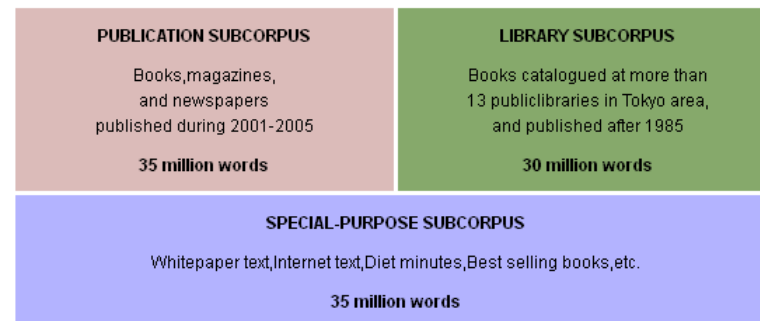 PUBLICATION SUBCORPUS
Books,magazines,
and newspapers
published during 2001-2005
35 million words
LIBRARY SUBCORPUS
Books catalogued at more than
13 publiclibraries in Tokyo area,
and published after 1985
30 million words
SPECIAL-PURPOSE SUBCORPUS
Whitepaper text,Internet text,Diet minutes,Best selling books,etc.
35 million words